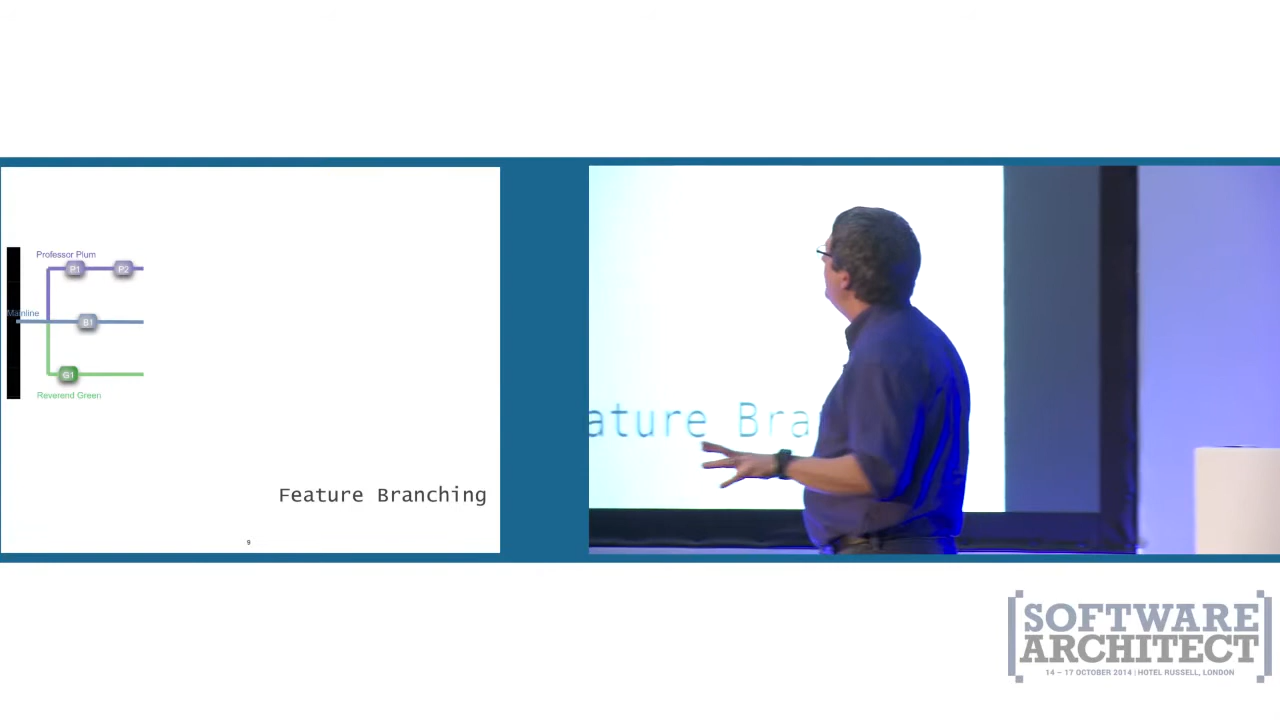 Professor Plum
P1
P2
Mainline
B1
G1
Reverend Green
Feature Branching
9
ature Bra
SOFTWARE
ARCHITECT
14 – 17 OCTOBER 2014 | HOTEL RUSSELL, LONDON